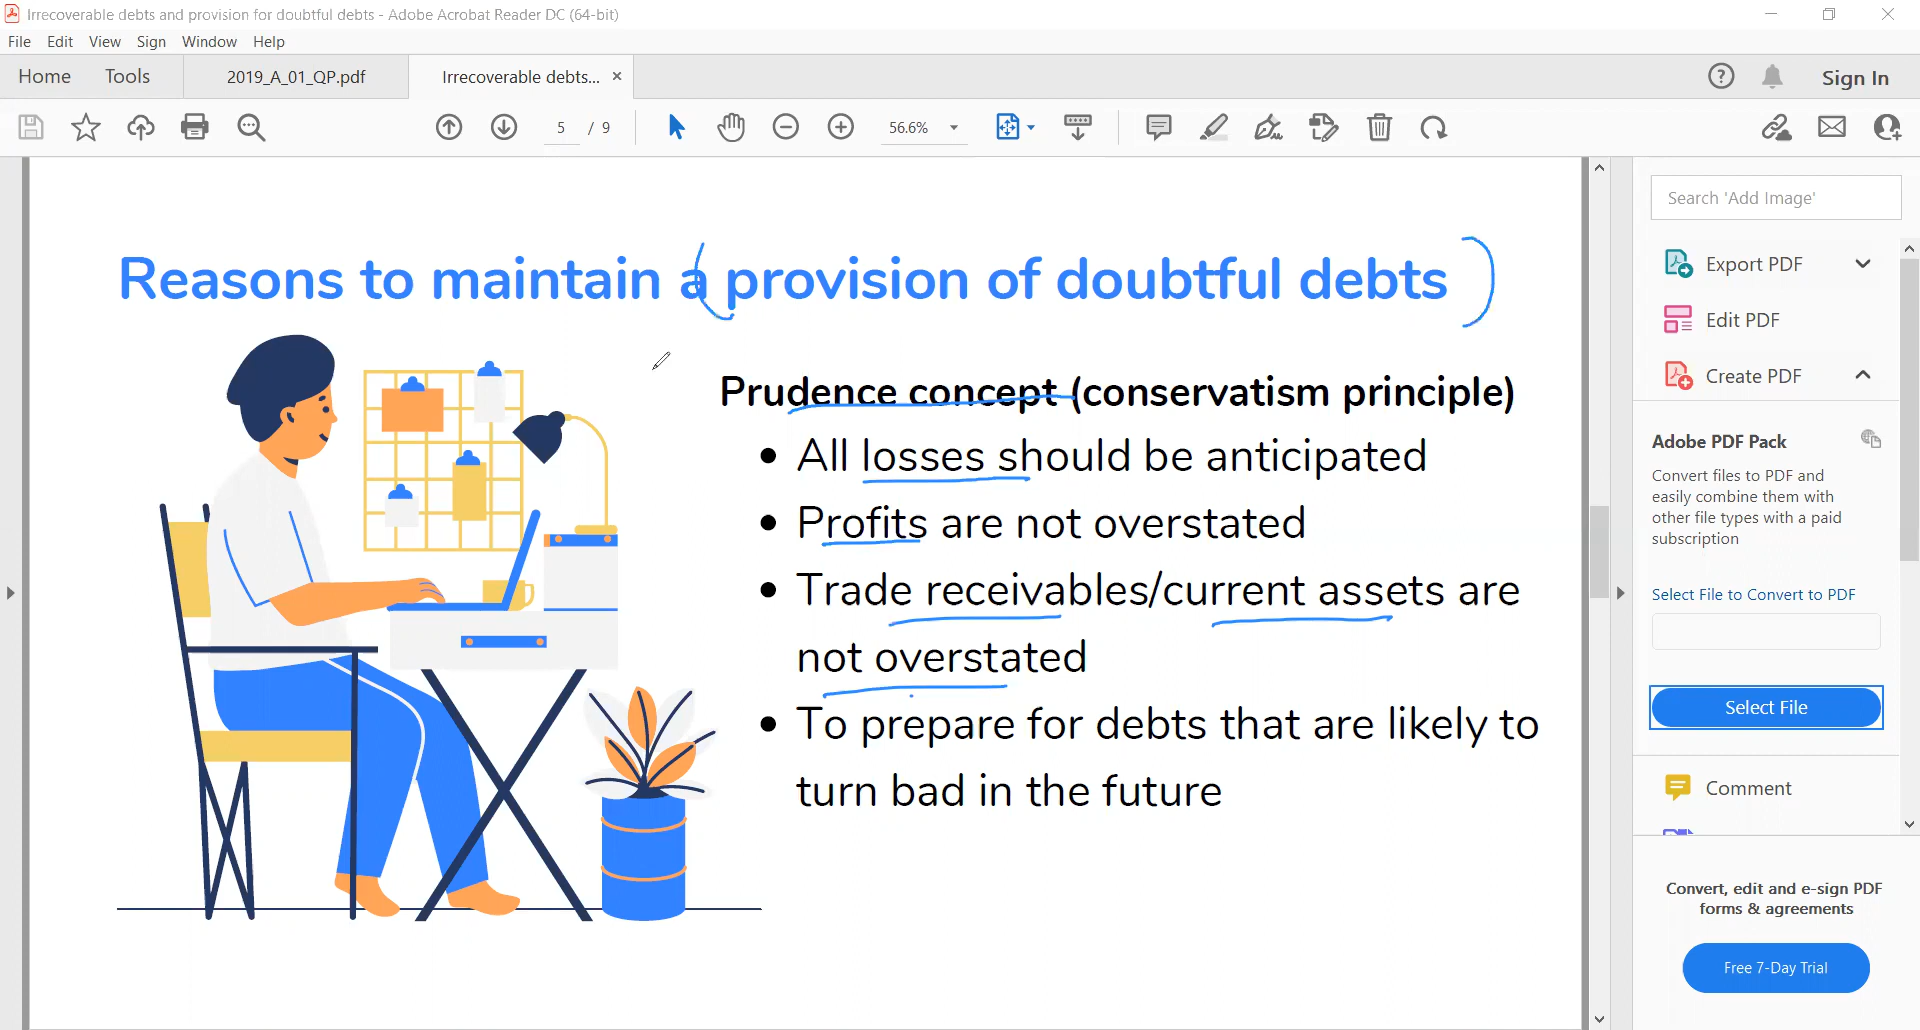 Irrecoverable debts and provision for doubtful debts - Adobe Acrobat Reader DC (64-bit)
File Edit View Sign Window Help
Home Tools 2019_A_01_QP.pdf Irrecoverable debts... × Sign In
5 / 9 56.6%
Reasons to maintain a provision of doubtful debts
Prudence concept (conservatism principle)
• All losses should be anticipated
• Profits are not overstated
• Trade receivables/current assets are
not overstated
• To prepare for debts that are likely to
turn bad in the future
Search 'Add Image'
Export PDF
Edit PDF
Create PDF
Adobe PDF Pack
Convert files to PDF and
easily combine them with
other file types with a paid
subscription
Select File to Convert to PDF
Select File
Comment
Convert, edit and e-sign PDF
forms & agreements
Free 7-Day Trial